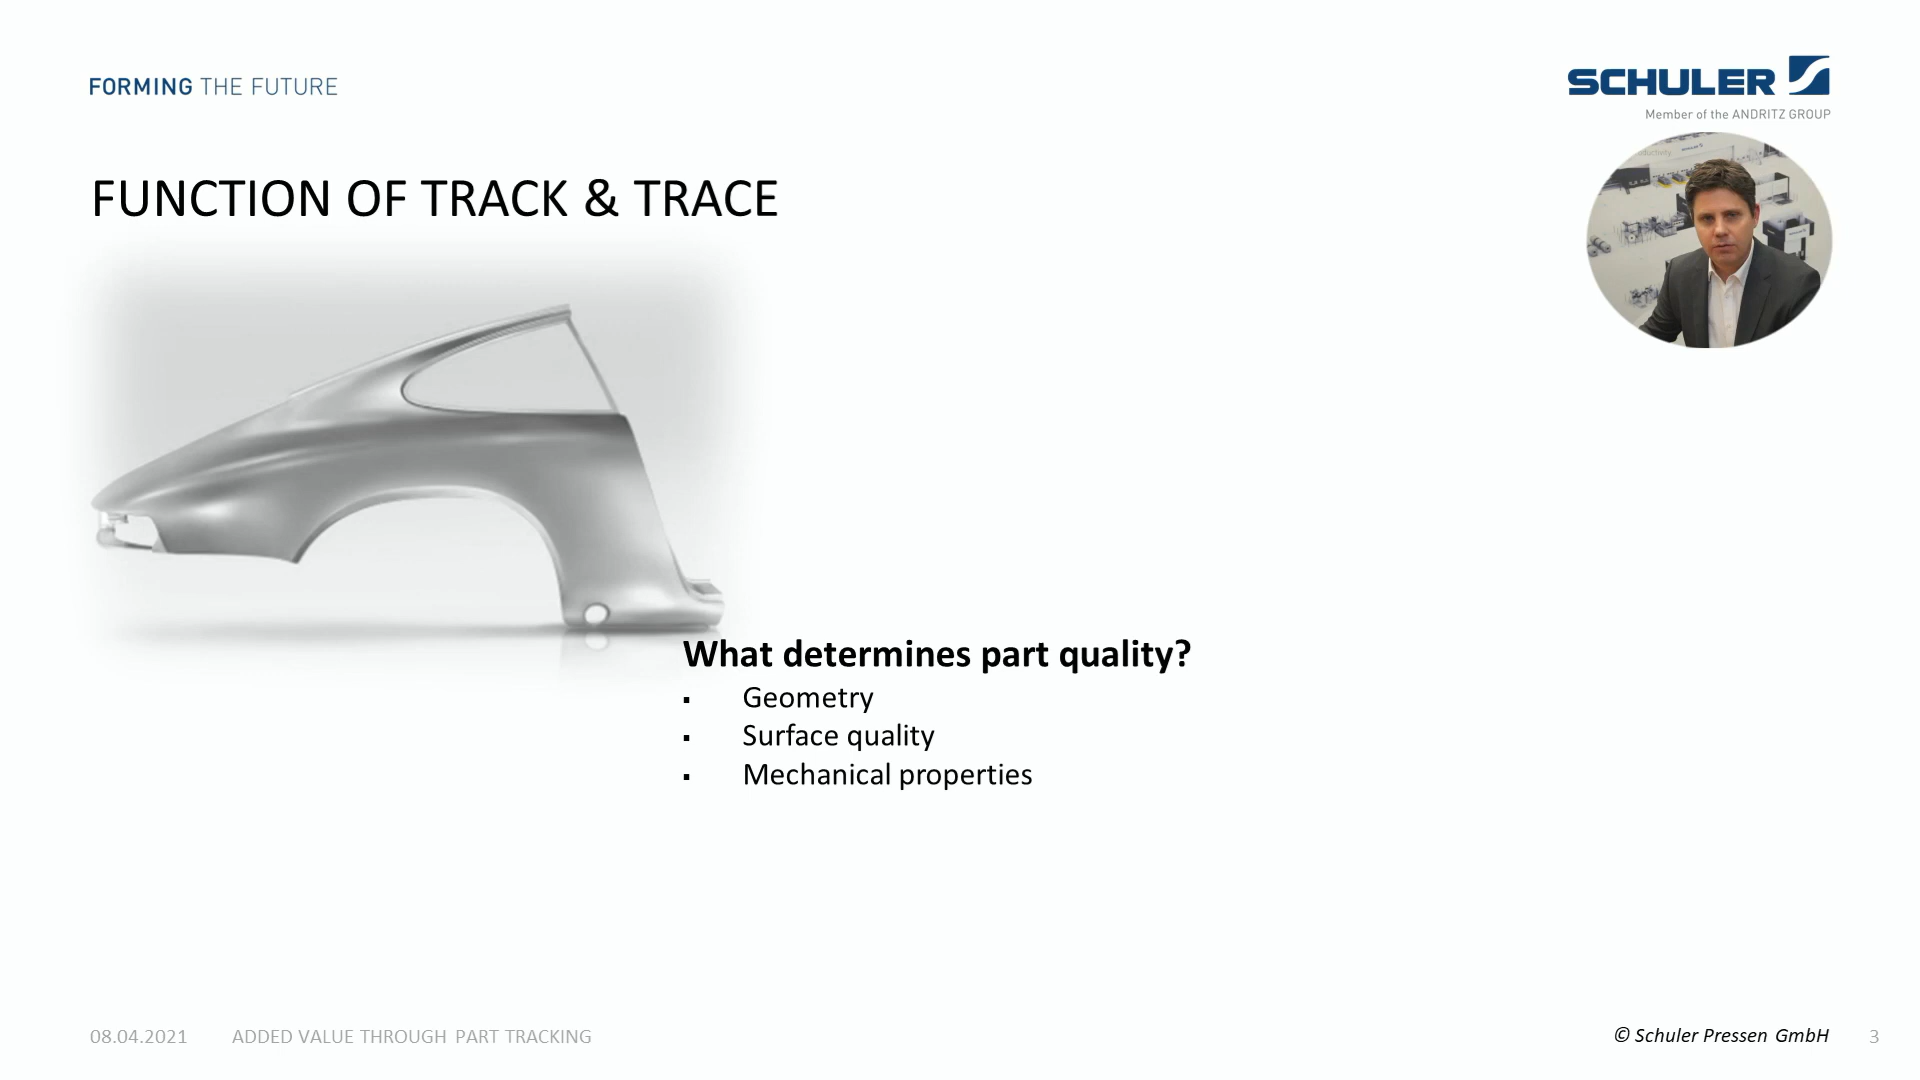 FORMING THE FUTURE
SCHULER
Member of the ANDRITZ GROUP
FUNCTION OF TRACK & TRACE
SCHULER
What determines part quality?
▪ Geometry
▪ Surface quality
▪ Mechanical properties
08.04.2021 ADDED VALUE THROUGH PART TRACKING © Schuler Pressen GmbH 3